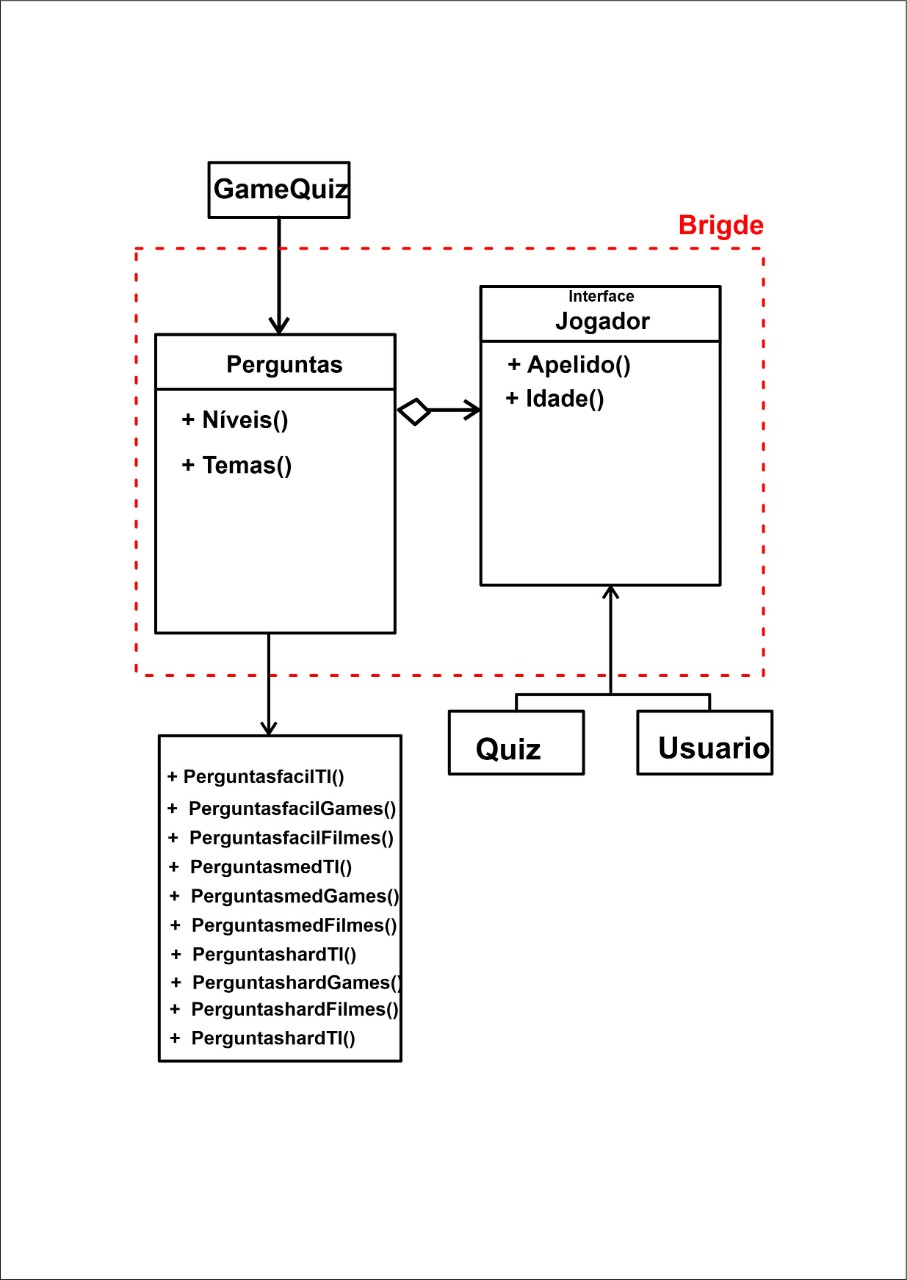 GameQuiz
Brigde
Interface
Jogador
+ Apelido()
+ Idade()
Perguntas
+ Níveis()
+ Temas()
Quiz
Usuario
+ PerguntasfacilTI()
+ PerguntasfacilGames()
+ PerguntasfacilFilmes()
+ PerguntasmedTI()
+ PerguntasmedGames()
+ PerguntasmedFilmes()
+ PerguntashardTI()
+ PerguntashardGames()
+ PerguntashardFilmes()
+ PerguntashardTI()